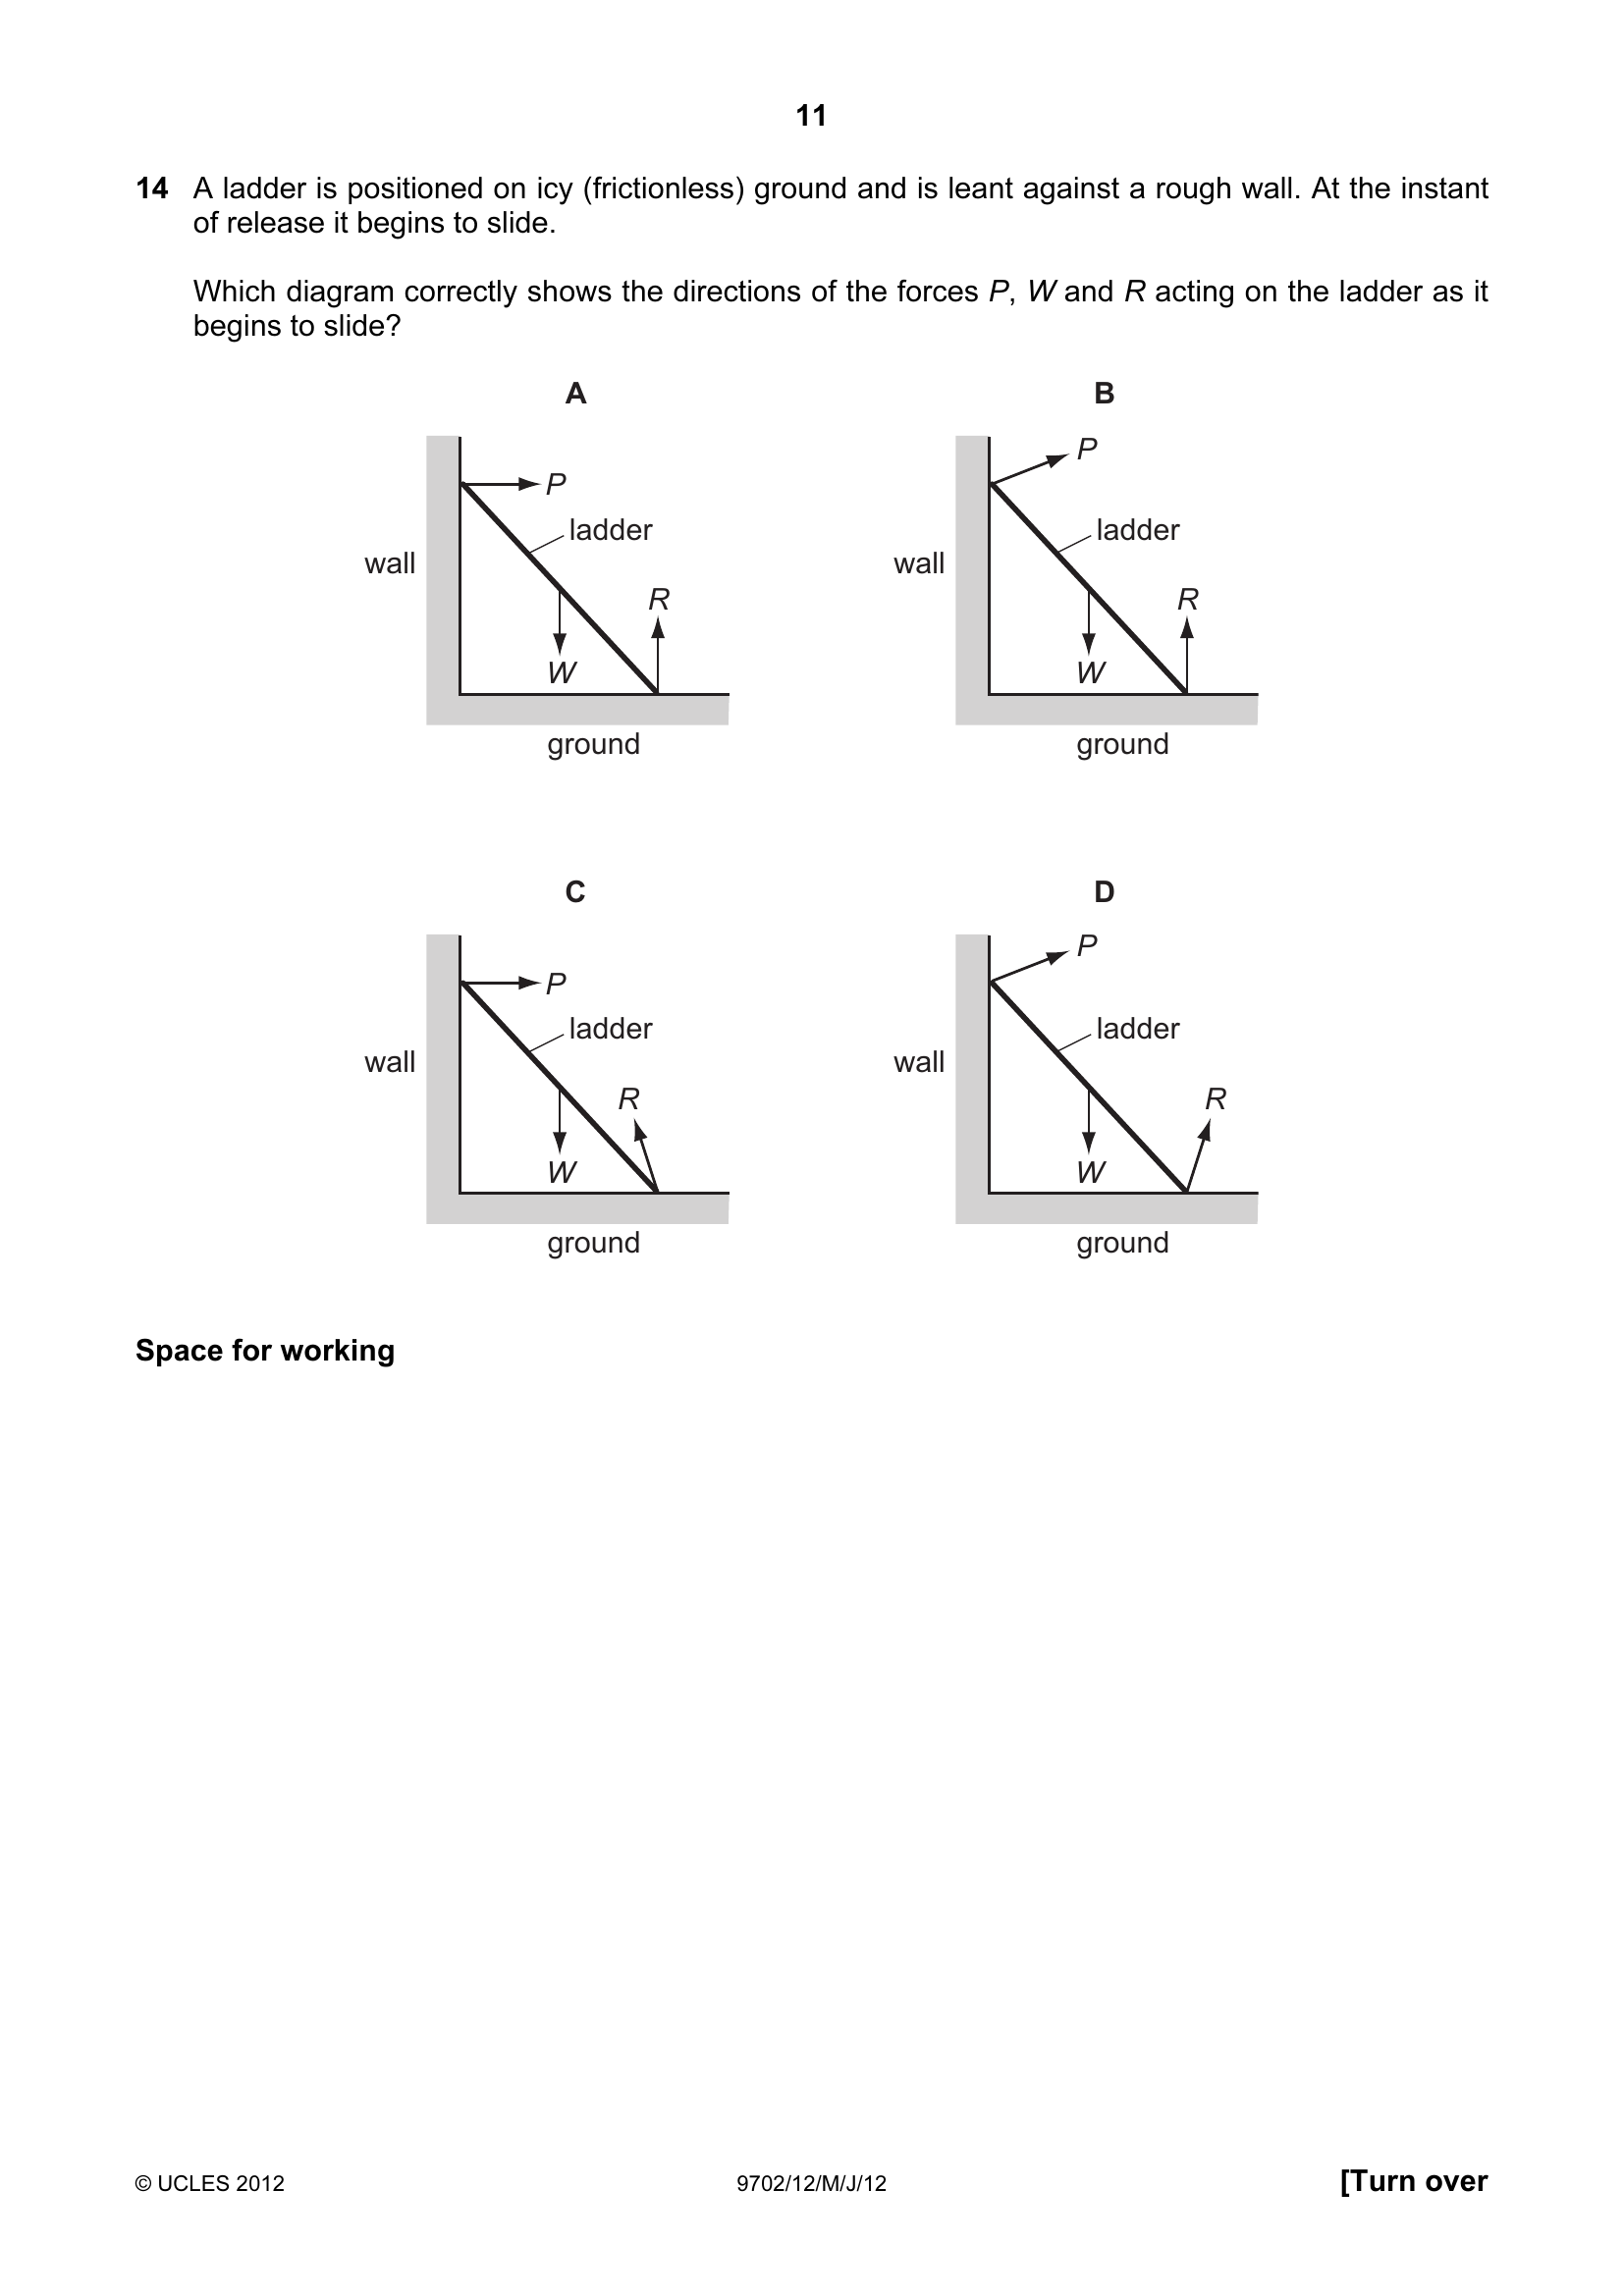 11
14 A ladder is positioned on icy (frictionless) ground and is leant against a rough wall. At the instant
of release it begins to slide.
Which diagram correctly shows the directions of the forces P, W and R acting on the ladder as it
begins to slide?
A
P
ladder
wall
R
W
ground
B
P
ladder
wall
R
W
ground
C
P
ladder
wall
R
W
ground
D
P
ladder
wall
R
W
ground
Space for working
© UCLES 2012 9702/12/M/J/12 [Turn over